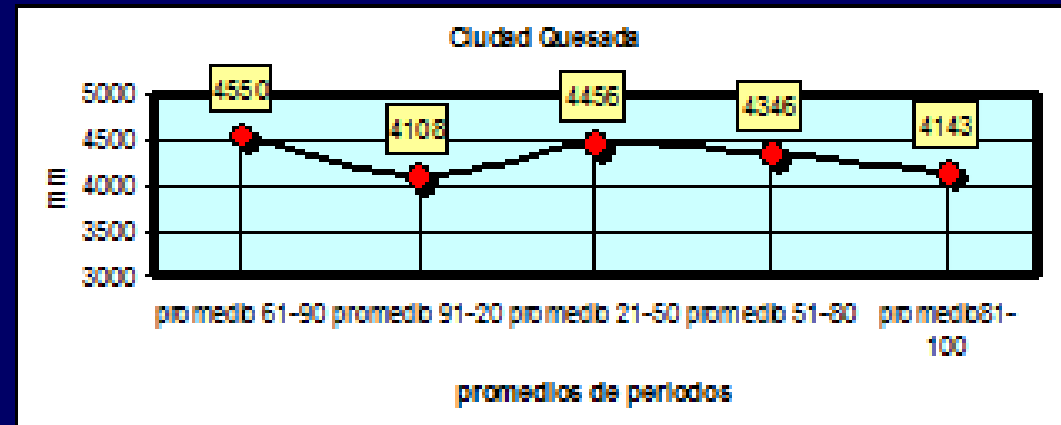 Ciudad Quesada
4550
4108
4456
4346
4143
5000
4500
4000
3500
3000
mm
promedio 61-90 promedio 91-20 promedio 21-50 promedio 51-80 promedio81-
100
promedios de periodos